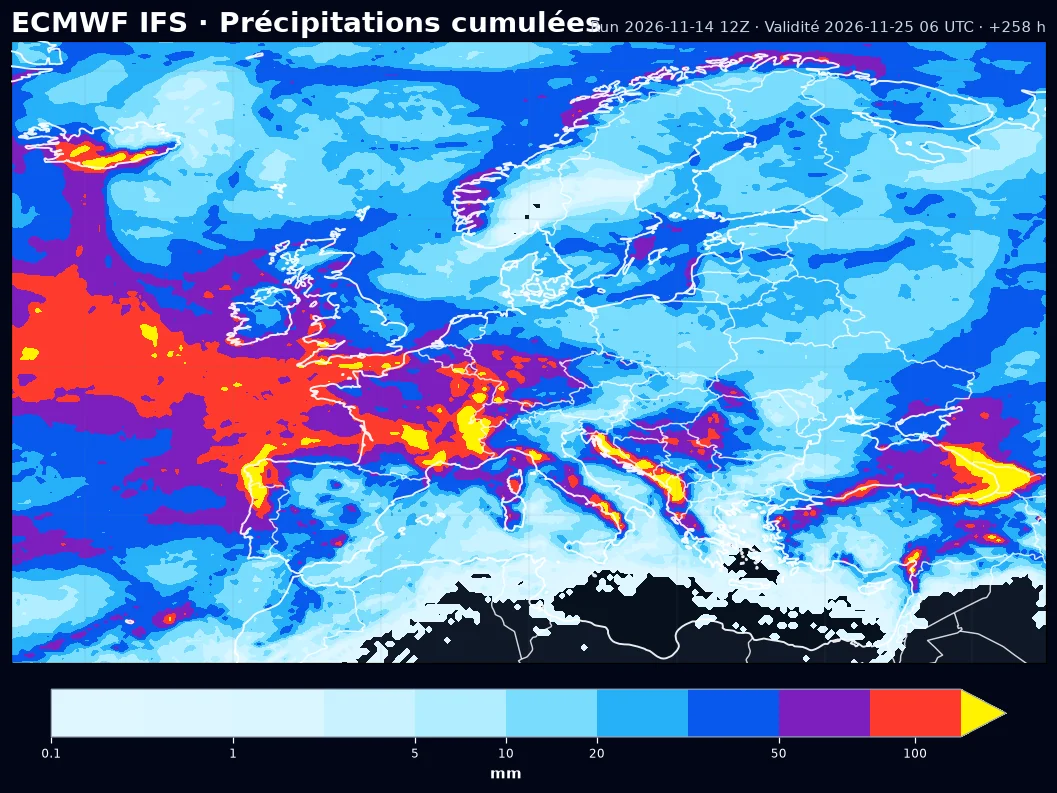 ECMWF IFS · Précipitations cumulées
Run 2026-11-14 12Z · Validité 2026-11-25 06 UTC · +258 h
0.1 1 5 10 20 50 100
mm